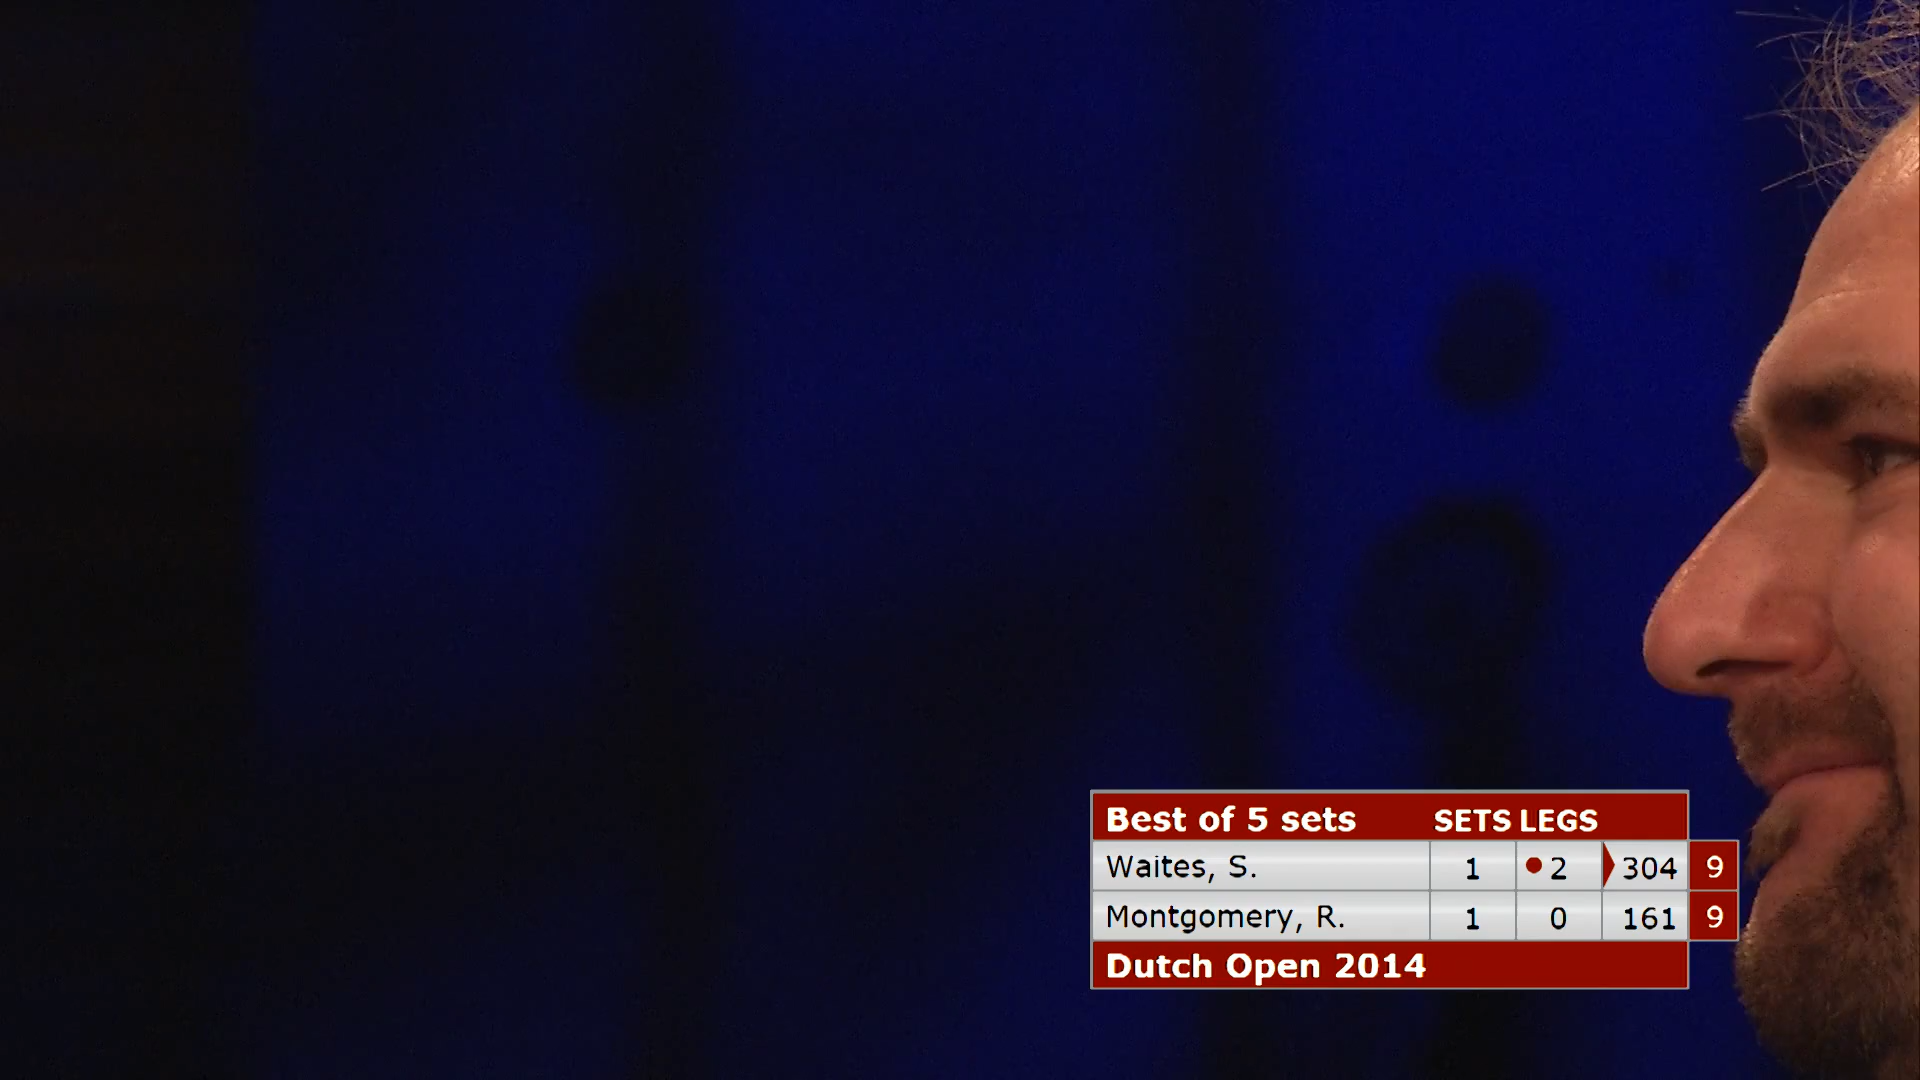 Best of 5 sets SETS LEGS
Waites, S. 1 2 304 9
Montgomery, R. 1 0 161 9
Dutch Open 2014